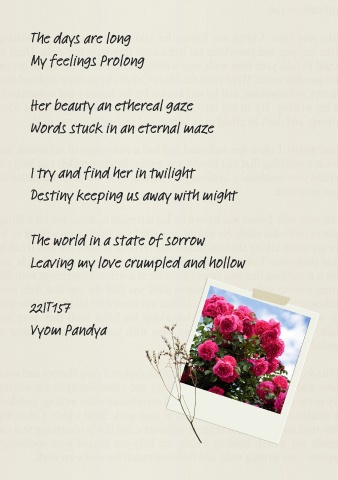 The days are long
My feelings Prolong
Her beauty an ethereal gaze
Words stuck in an eternal maze
I try and find her in twilight
Destiny keeping us away with might
The world in a state of sorrow
Leaving my love crumpled and hollow
22IT157
Vyom Pandya